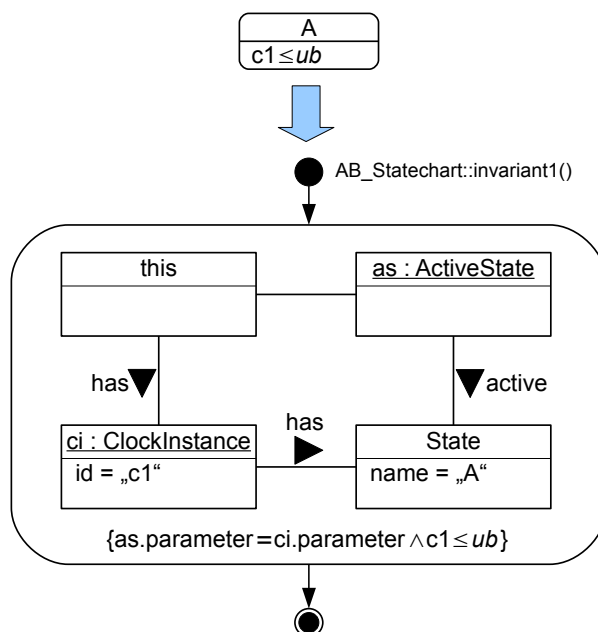 A
c1≤ub
AB_Statechart::invariant1()
this
as : ActiveState
has
active
ci : ClockInstance
id = „c1“
has
State
name = „A“
{as.parameter=ci.parameter∧c1≤ub}